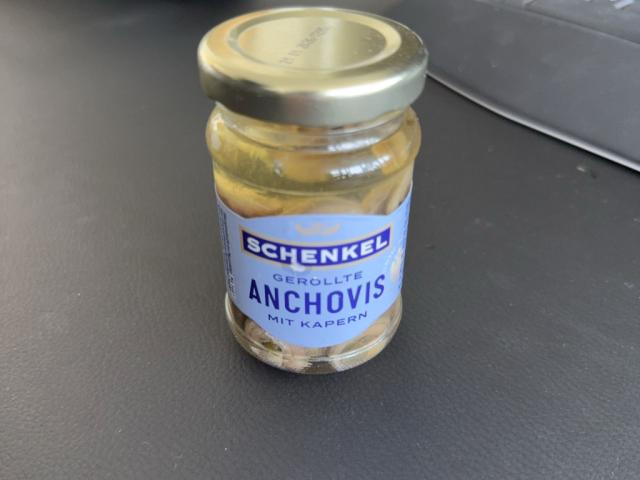 SCHENKEL
GEROLLTE
ANCHOVIS
MIT KAPERN